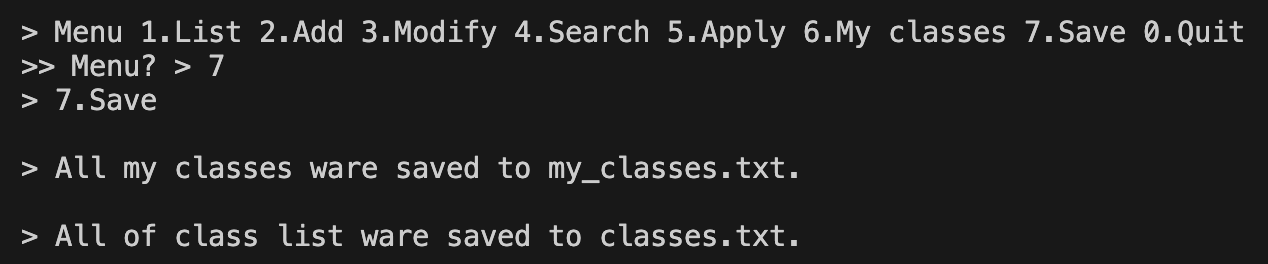 > Menu 1.List 2.Add 3.Modify 4.Search 5.Apply 6.My classes 7.Save 0.Quit
>> Menu? > 7
> 7.Save
> All my classes ware saved to my_classes.txt.
> All of class list ware saved to classes.txt.